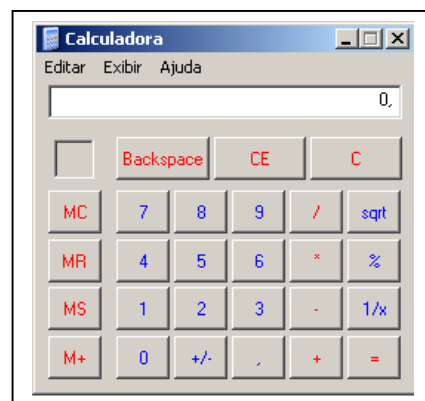 Calculadora
Editar Exibir Ajuda
0,
Backspace CE C
MC 7 8 9 / sqrt
MR 4 5 6 * %
MS 1 2 3 - 1/x
M+ 0 +/- , + =